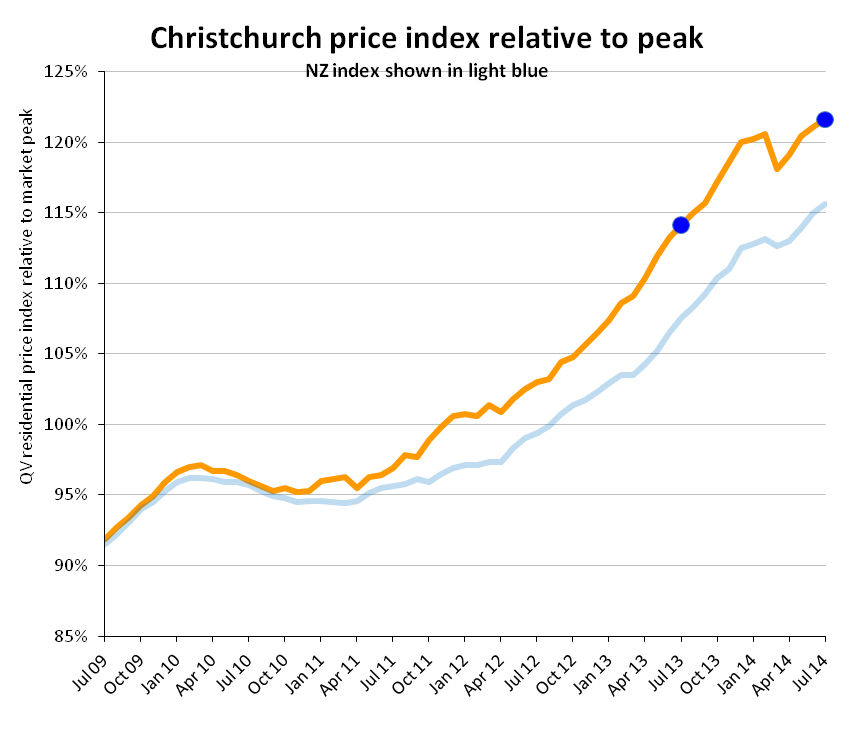 Christchurch price index relative to peak
NZ index shown in light blue
QV residential price index relative to market peak
125%
120%
115%
110%
105%
100%
95%
90%
85%
Jul 09
Oct 09
Jan 10
Apr 10
Jul 10
Oct 10
Jan 11
Apr 11
Jul 11
Oct 11
Jan 12
Apr 12
Jul 12
Oct 12
Jan 13
Apr 13
Jul 13
Oct 13
Jan 14
Apr 14
Jul 14